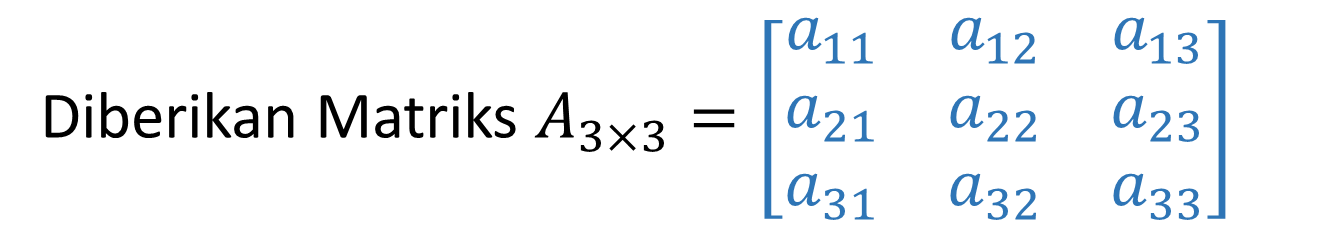 a₁₁ a₁₂ a₁₃
Diberikan Matriks A₃×₃ = [a₂₁ a₂₂ a₂₃]
a₃₁ a₃₂ a₃₃